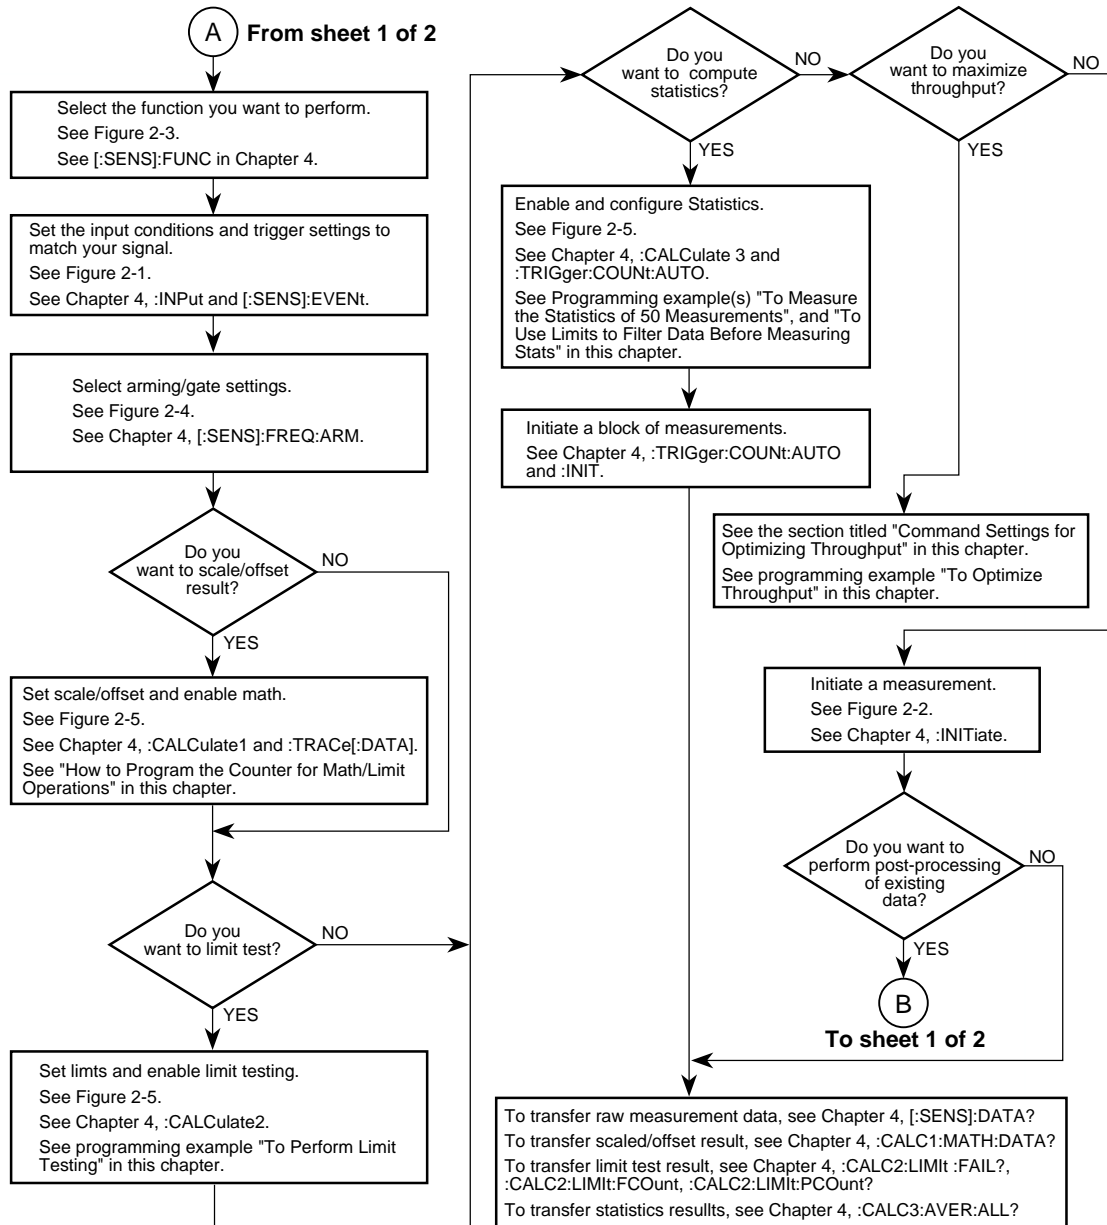 A From sheet 1 of 2
Select the function you want to perform.
See Figure 2-3.
See [:SENS]:FUNC in Chapter 4.
Set the input conditions and trigger settings to
match your signal.
See Figure 2-1.
See Chapter 4, :INPut and [:SENS]:EVENt.
Select arming/gate settings.
See Figure 2-4.
See Chapter 4, [:SENS]:FREQ:ARM.
Do you
want to scale/offset
result?
NO
YES
Set scale/offset and enable math.
See Figure 2-5.
See Chapter 4, :CALCulate1 and :TRACe[:DATA].
See "How to Program the Counter for Math/Limit
Operations" in this chapter.
Do you
want to limit test?
NO
YES
Set limts and enable limit testing.
See Figure 2-5.
See Chapter 4, :CALCulate2.
See programming example "To Perform Limit
Testing" in this chapter.
Do you
want to compute
statistics?
NO
YES
Do you
want to maximize
throughput?
NO
YES
Enable and configure Statistics.
See Figure 2-5.
See Chapter 4, :CALCulate 3 and
:TRIGger:COUNt:AUTO.
See Programming example(s) "To Measure
the Statistics of 50 Measurements", and "To
Use Limits to Filter Data Before Measuring
Stats" in this chapter.
Initiate a block of measurements.
See Chapter 4, :TRIGger:COUNt:AUTO
and :INIT.
See the section titled "Command Settings for
Optimizing Throughput" in this chapter.
See programming example "To Optimize
Throughput" in this chapter.
Initiate a measurement.
See Figure 2-2.
See Chapter 4, :INITiate.
Do you want to
perform post-processing
of existing
data?
NO
YES
B
To sheet 1 of 2
To transfer raw measurement data, see Chapter 4, [:SENS]:DATA?
To transfer scaled/offset result, see Chapter 4, :CALC1:MATH:DATA?
To transfer limit test result, see Chapter 4, :CALC2:LIMIt :FAIL?,
:CALC2:LIMIt:FCOunt, :CALC2:LIMIt:PCOunt?
To transfer statistics resullts, see Chapter 4, :CALC3:AVER:ALL?